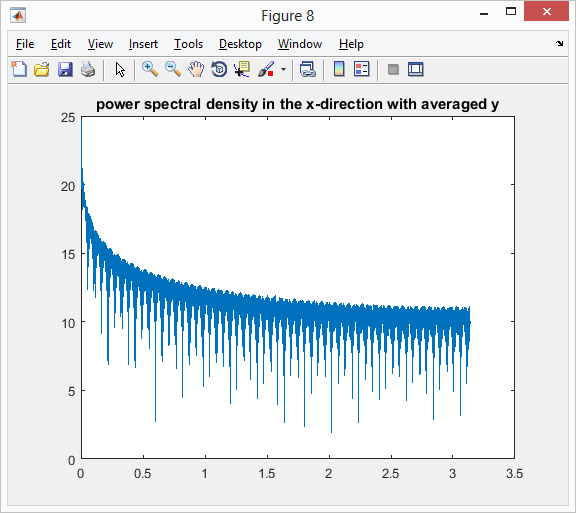 Figure 8
File Edit View Insert Tools Desktop Window Help
power spectral density in the x-direction with averaged y
25
20
15
10
5
0
0 0.5 1 1.5 2 2.5 3 3.5